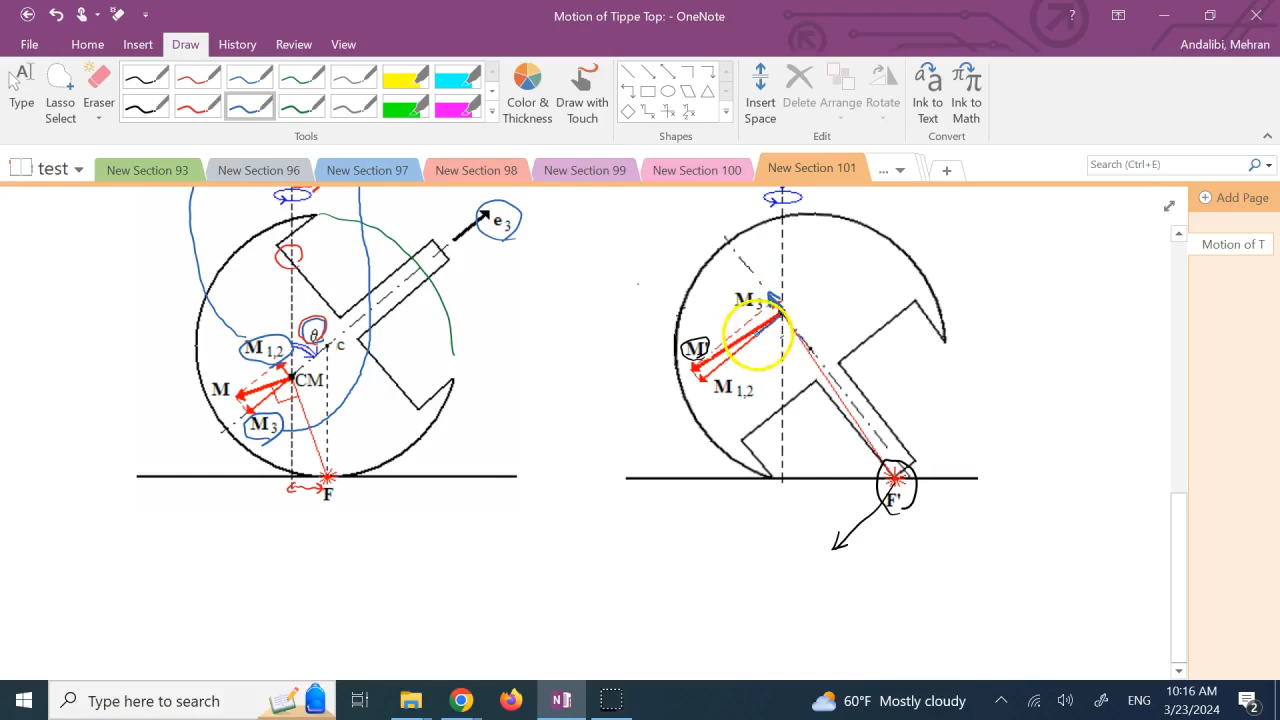 Motion of Tippe Top: - OneNote
?
File
Home
Insert
Draw
History
Review
View
Andalibi, Mehran
Type
Lasso
Select
Eraser
Color &
Thickness
Draw with
Touch
Insert
Space
Delete
Arrange
Rotate
Ink to
Text
Ink to
Math
Tools
Shapes
Edit
Convert
test
New Section 93
New Section 96
New Section 97
New Section 98
New Section 99
New Section 100
New Section 101
...
Search (Ctrl+E)
Add Page
Motion of T
e3
θ
c
M1,2
CM
M
M3
F
M3
M'
M1,2
F'
Type here to search
60°F Mostly cloudy
ENG
10:16 AM
3/23/2024
2